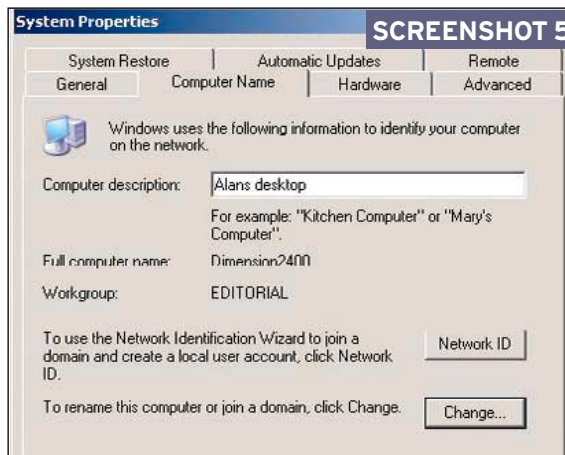 System Properties
SCREENSHOT 5
System Restore
Automatic Updates
Remote
General
Computer Name
Hardware
Advanced
Windows uses the following information to identify your computer
on the network.
Computer description:
Alans desktop
For example: "Kitchen Computer" or "Mary's
Computer".
Full computer name:
Dimension2400
Workgroup:
EDITORIAL
To use the Network Identification Wizard to join a
domain and create a local user account, click Network
ID.
Network ID
To rename this computer or join a domain, click Change.
Change...